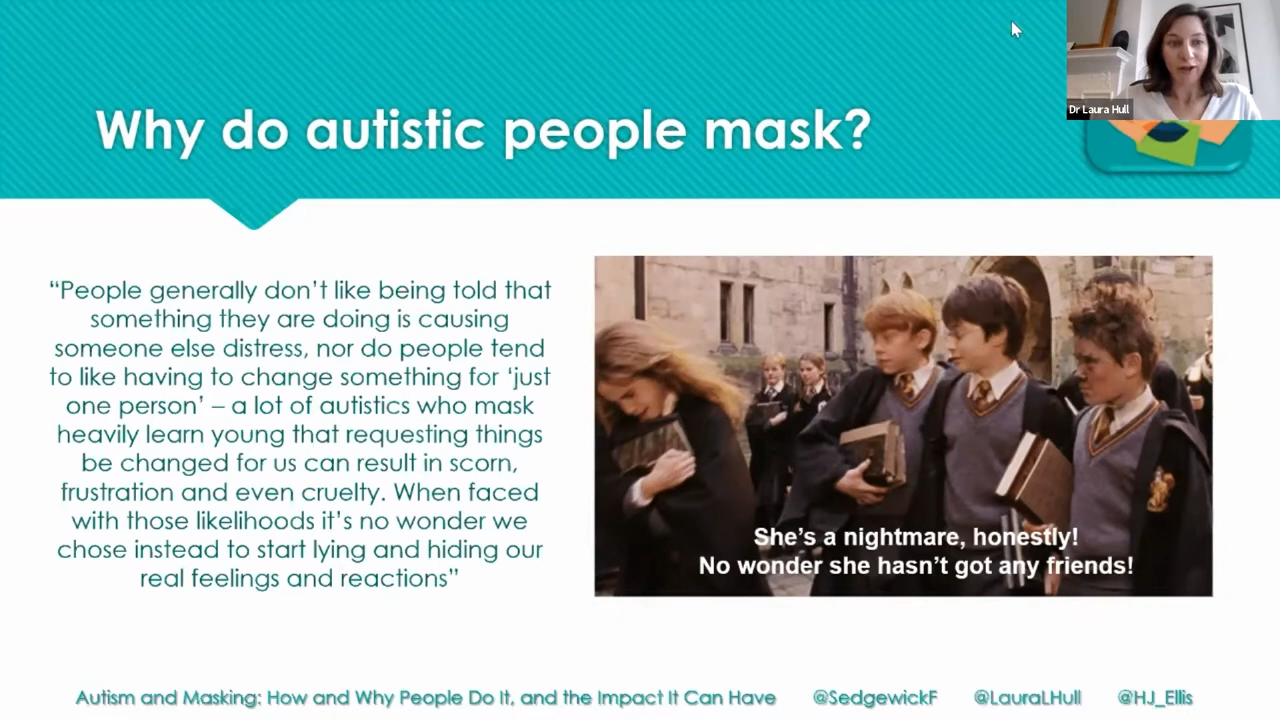 Dr Laura Hull
Why do autistic people mask?
“People generally don’t like being told that
something they are doing is causing
someone else distress, nor do people tend
to like having to change something for ‘just
one person’ – a lot of autistics who mask
heavily learn young that requesting things
be changed for us can result in scorn,
frustration and even cruelty. When faced
with those likelihoods it’s no wonder we
chose instead to start lying and hiding our
real feelings and reactions”
She’s a nightmare, honestly!
No wonder she hasn’t got any friends!
Autism and Masking: How and Why People Do It, and the Impact It Can Have @SedgewickF @LauraLHull @HJ_Ellis